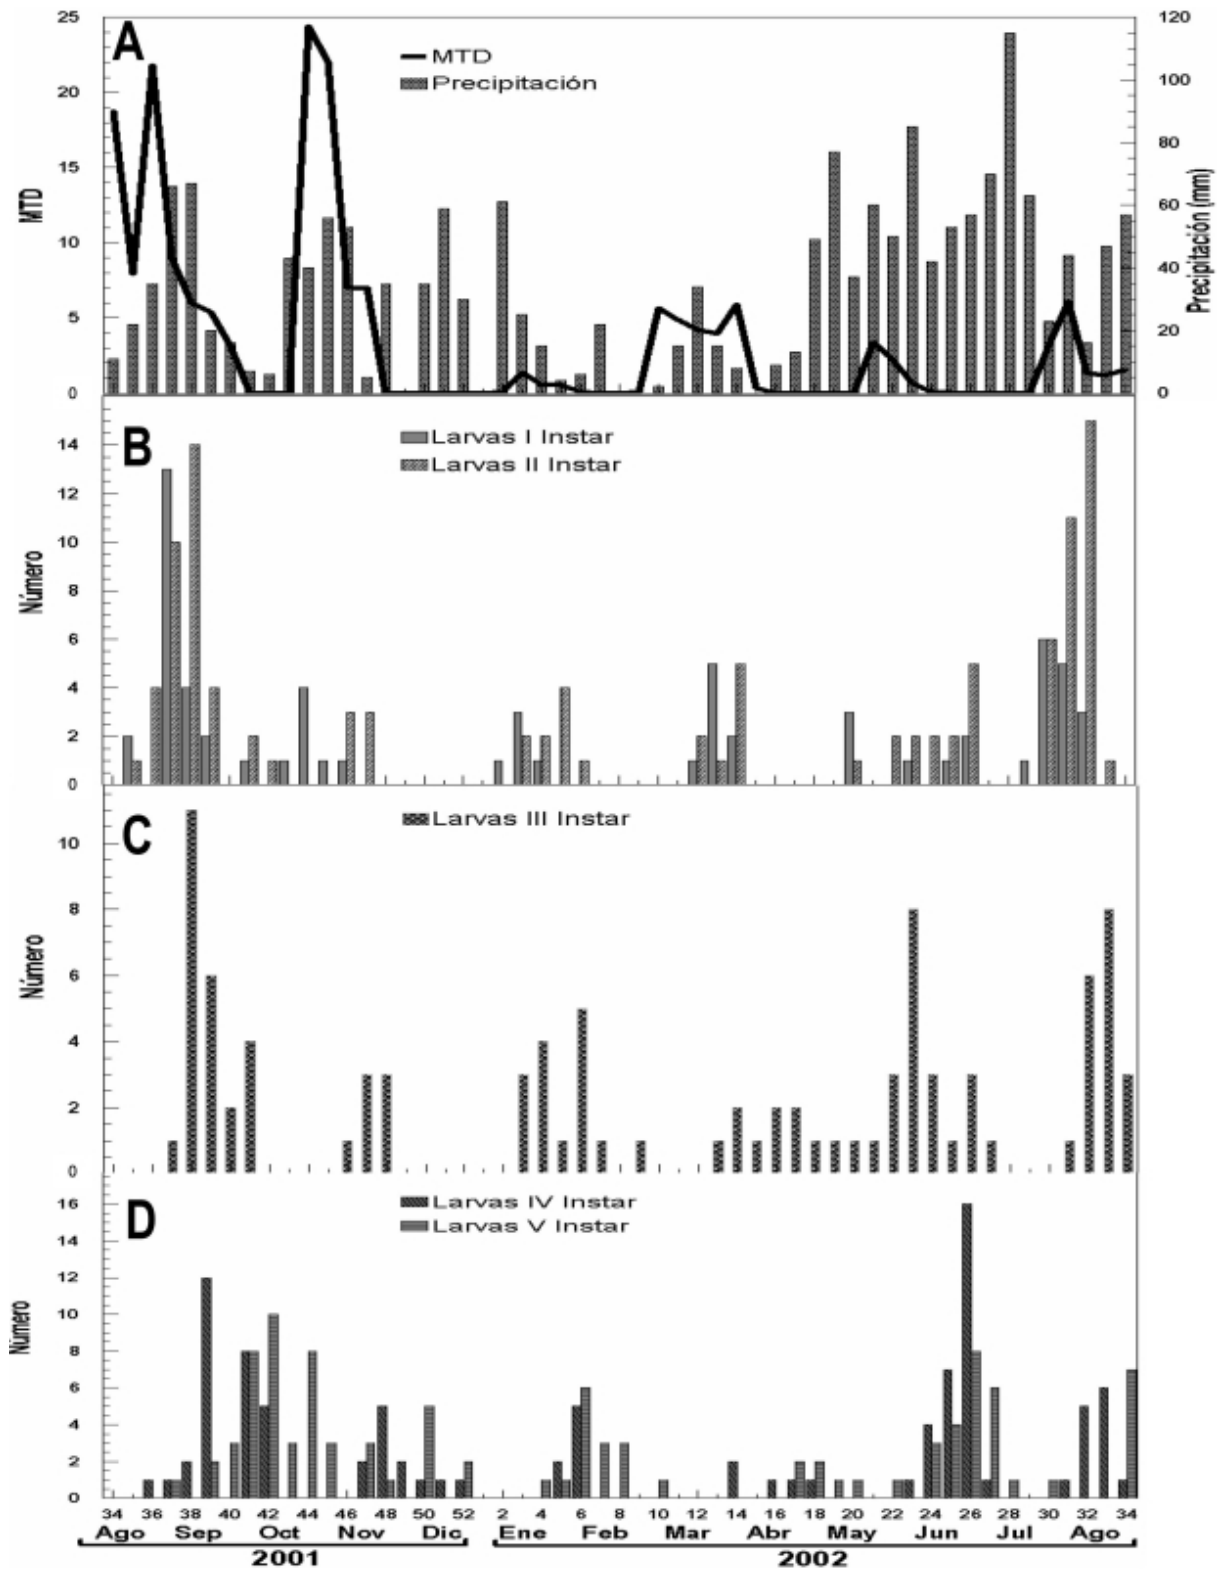 A
MTD
Precipitación
25
20
15
10
5
0
MTD
120
100
80
60
40
20
0
Precipitación (mm)
B
Larvas I Instar
Larvas II Instar
14
12
10
8
6
4
2
0
Número
C
Larvas III Instar
10
8
6
4
2
0
Número
D
Larvas IV Instar
Larvas V Instar
16
14
12
10
8
6
4
2
0
Número
34 36 38 40 42 44 46 48 50 52 2 4 6 8 10 12 14 16 18 20 22 24 26 28 30 32 34
Ago Sep Oct Nov Dic Ene Feb Mar Abr May Jun Jul Ago
2001 2002